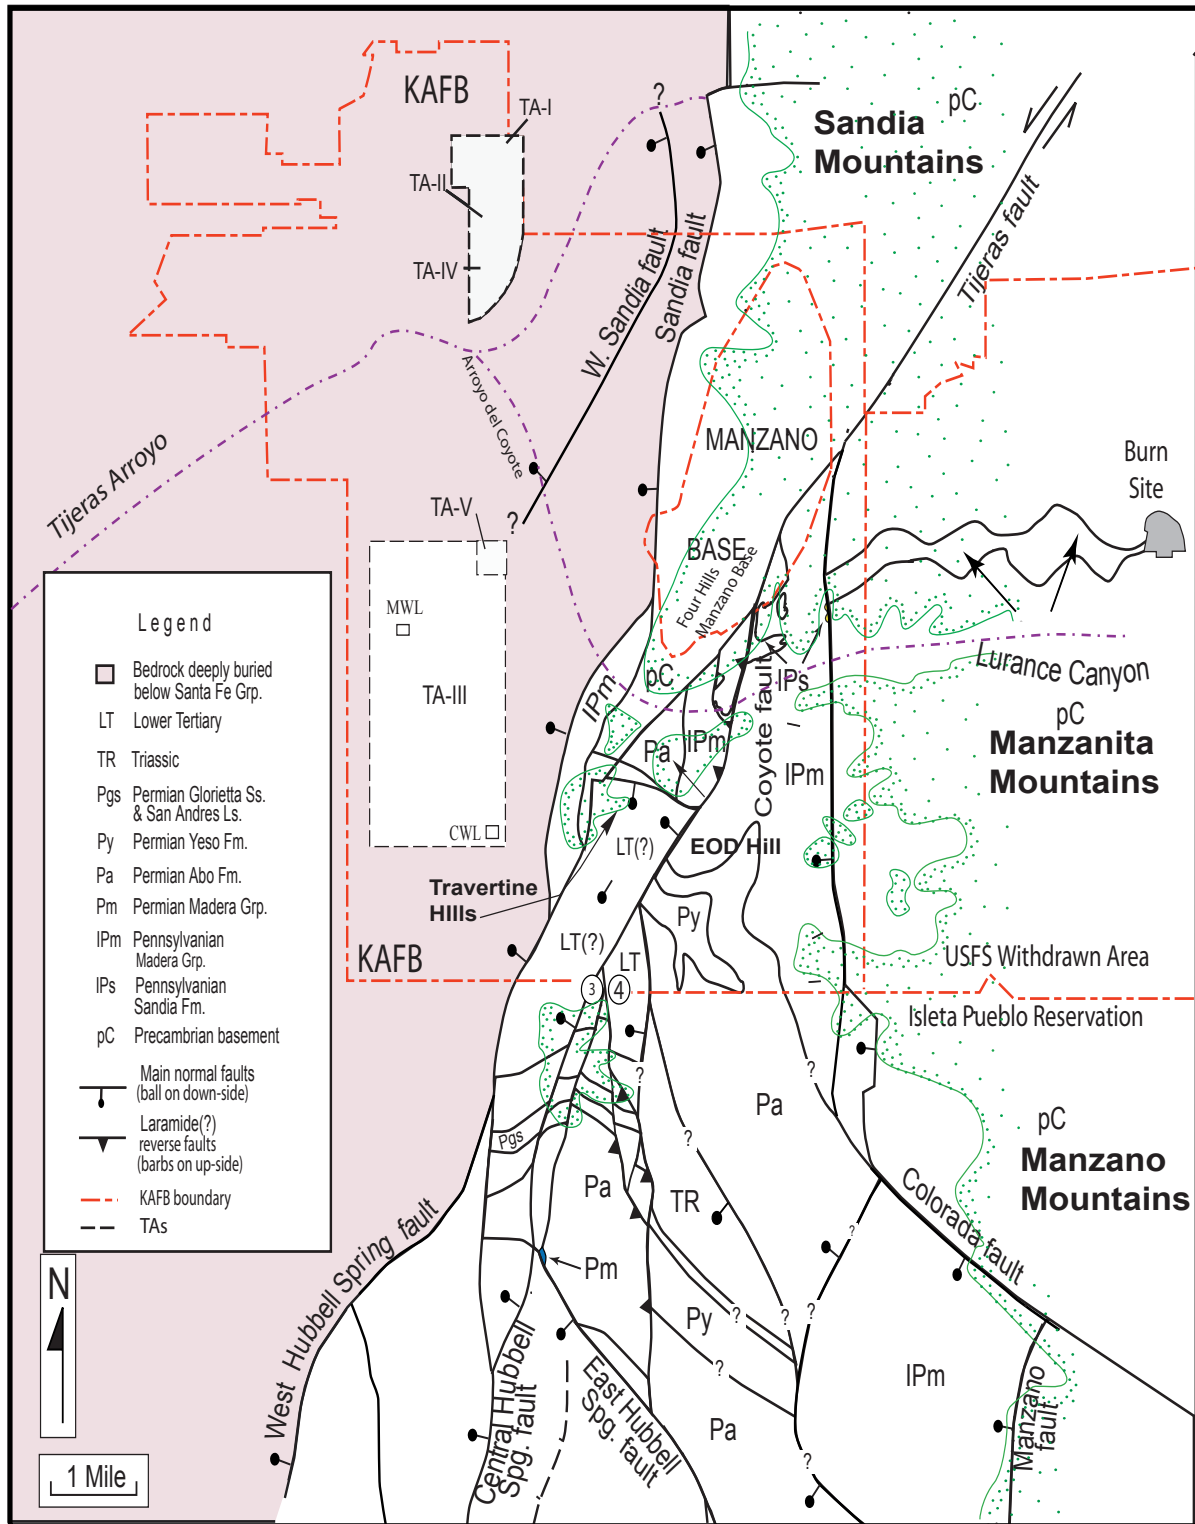 KAFB
TA-I
?
pC
Sandia
Mountains
TA-II
TA-IV
W. Sandia fault
Sandia fault
Tijeras fault
Arroyo del Coyote
Tijeras Arroyo
MANZANO
BASE
Four Hills
Manzano Base
Burn
Site
TA-V
?
MWL
TA-III
CWL
Lurance Canyon
pC
Manzanita
Mountains
IPm
pC
IPs
Coyote fault
Pa
IPm
IPm
LT(?)
EOD Hill
Travertine
HIlls
Py
LT(?)
LT
KAFB
USFS Withdrawn Area
3
4
Isleta Pueblo Reservation
Legend
Bedrock deeply buried
below Santa Fe Grp.
LT Lower Tertiary
TR Triassic
Pgs Permian Glorietta Ss.
& San Andres Ls.
Py Permian Yeso Fm.
Pa Permian Abo Fm.
Pm Permian Madera Grp.
IPm Pennsylvanian
Madera Grp.
IPs Pennsylvanian
Sandia Fm.
pC Precambrian basement
Main normal faults
(ball on down-side)
Laramide(?)
reverse faults
(barbs on up-side)
KAFB boundary
TAs
?
?
?
Pa
pC
Manzano
Mountains
Pgs
Pa
TR
Colorada fault
?
?
Pm
West Hubbell Spring fault
N
1 Mile
Py
?
?
?
?
?
Central Hubbell
Spg. fault
East Hubbell
Spg. fault
Pa
IPm
Manzano
fault
?
?